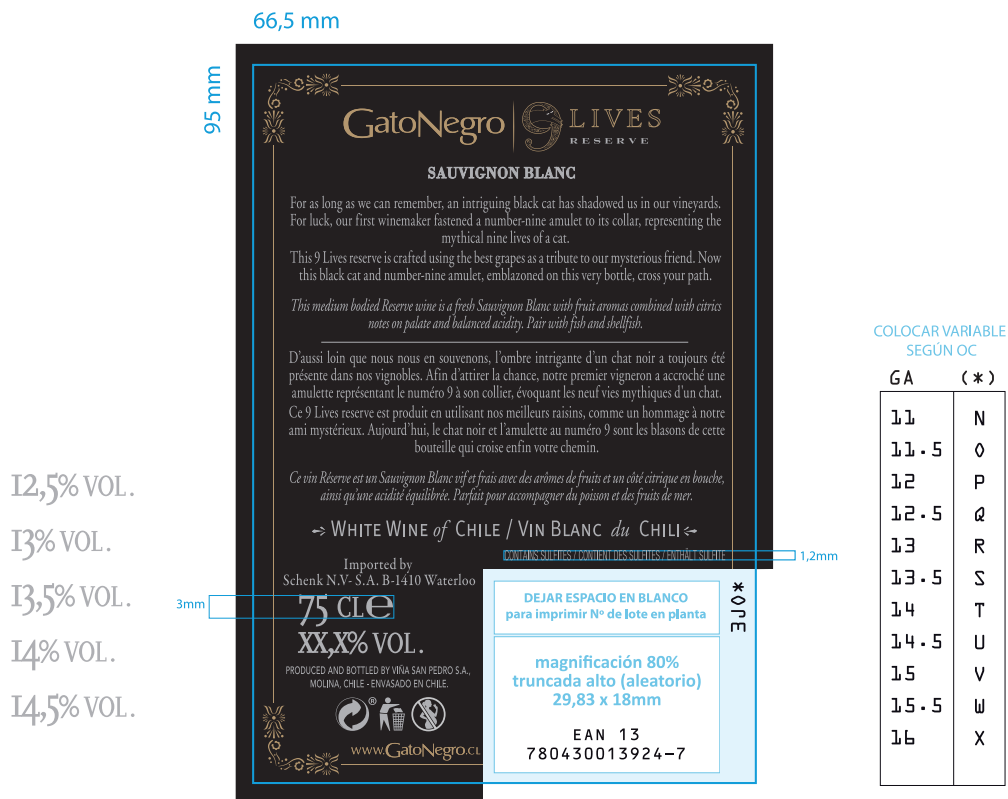 66,5 mm
95 mm
GatoNegro 9 LIVES
RESERVE
SAUVIGNON BLANC
For as long as we can remember, an intriguing black cat has shadowed us in our vineyards.
For luck, our first winemaker fastened a number-nine amulet to its collar, representing the
mythical nine lives of a cat.
This 9 Lives reserve is crafted using the best grapes as a tribute to our mysterious friend. Now
this black cat and number-nine amulet, emblazoned on this very bottle, cross your path.
This medium bodied Reserve wine is a fresh Sauvignon Blanc with fruit aromas combined with citrics
notes on palate and balanced acidity. Pair with fish and shellfish.
D'aussi loin que nous nous en souvenons, l'ombre intrigante d'un chat noir a toujours été
présente dans nos vignobles. Afin d'attirer la chance, notre premier vigneron a accroché une
amulette représentant le numéro 9 à son collier, évoquant les neuf vies mythiques d'un chat.
Ce 9 Lives reserve est produit en utilisant nos meilleurs raisins, comme un hommage à notre
ami mystérieux. Aujourd'hui, le chat noir et l'amulette au numéro 9 sont les blasons de cette
bouteille qui croise enfin votre chemin.
Ce vin Réserve est un Sauvignon Blanc vif et frais avec des arômes de fruits et un côté citrique en bouche,
ainsi qu'une acidité équilibrée. Parfait pour accompagner du poisson et des fruits de mer.
WHITE WINE of CHILE / VIN BLANC du CHILI
CONTAINS SULFITES / CONTIENT DES SULFITES / ENTHÄLT SULFITE
1,2mm
Imported by
Schenk N.V- S.A. B-1410 Waterloo
3mm
75 CL e
XX,X% VOL.
PRODUCED AND BOTTLED BY VIÑA SAN PEDRO S.A.,
MOLINA, CHILE - ENVASADO EN CHILE.
®
www.GatoNegro.cl
DEJAR ESPACIO EN BLANCO
para imprimir Nº de lote en planta
*OPE
magnificación 80%
truncada alto (aleatorio)
29,83 x 18mm
EAN 13
780430013924-7
12,5% VOL.
13% VOL.
13,5% VOL.
14% VOL.
14,5% VOL.
COLOCAR VARIABLE
SEGÚN OC
GA (*)
11 N
11.5 O
12 P
12.5 Q
13 R
13.5 S
14 T
14.5 U
15 V
15.5 W
16 X